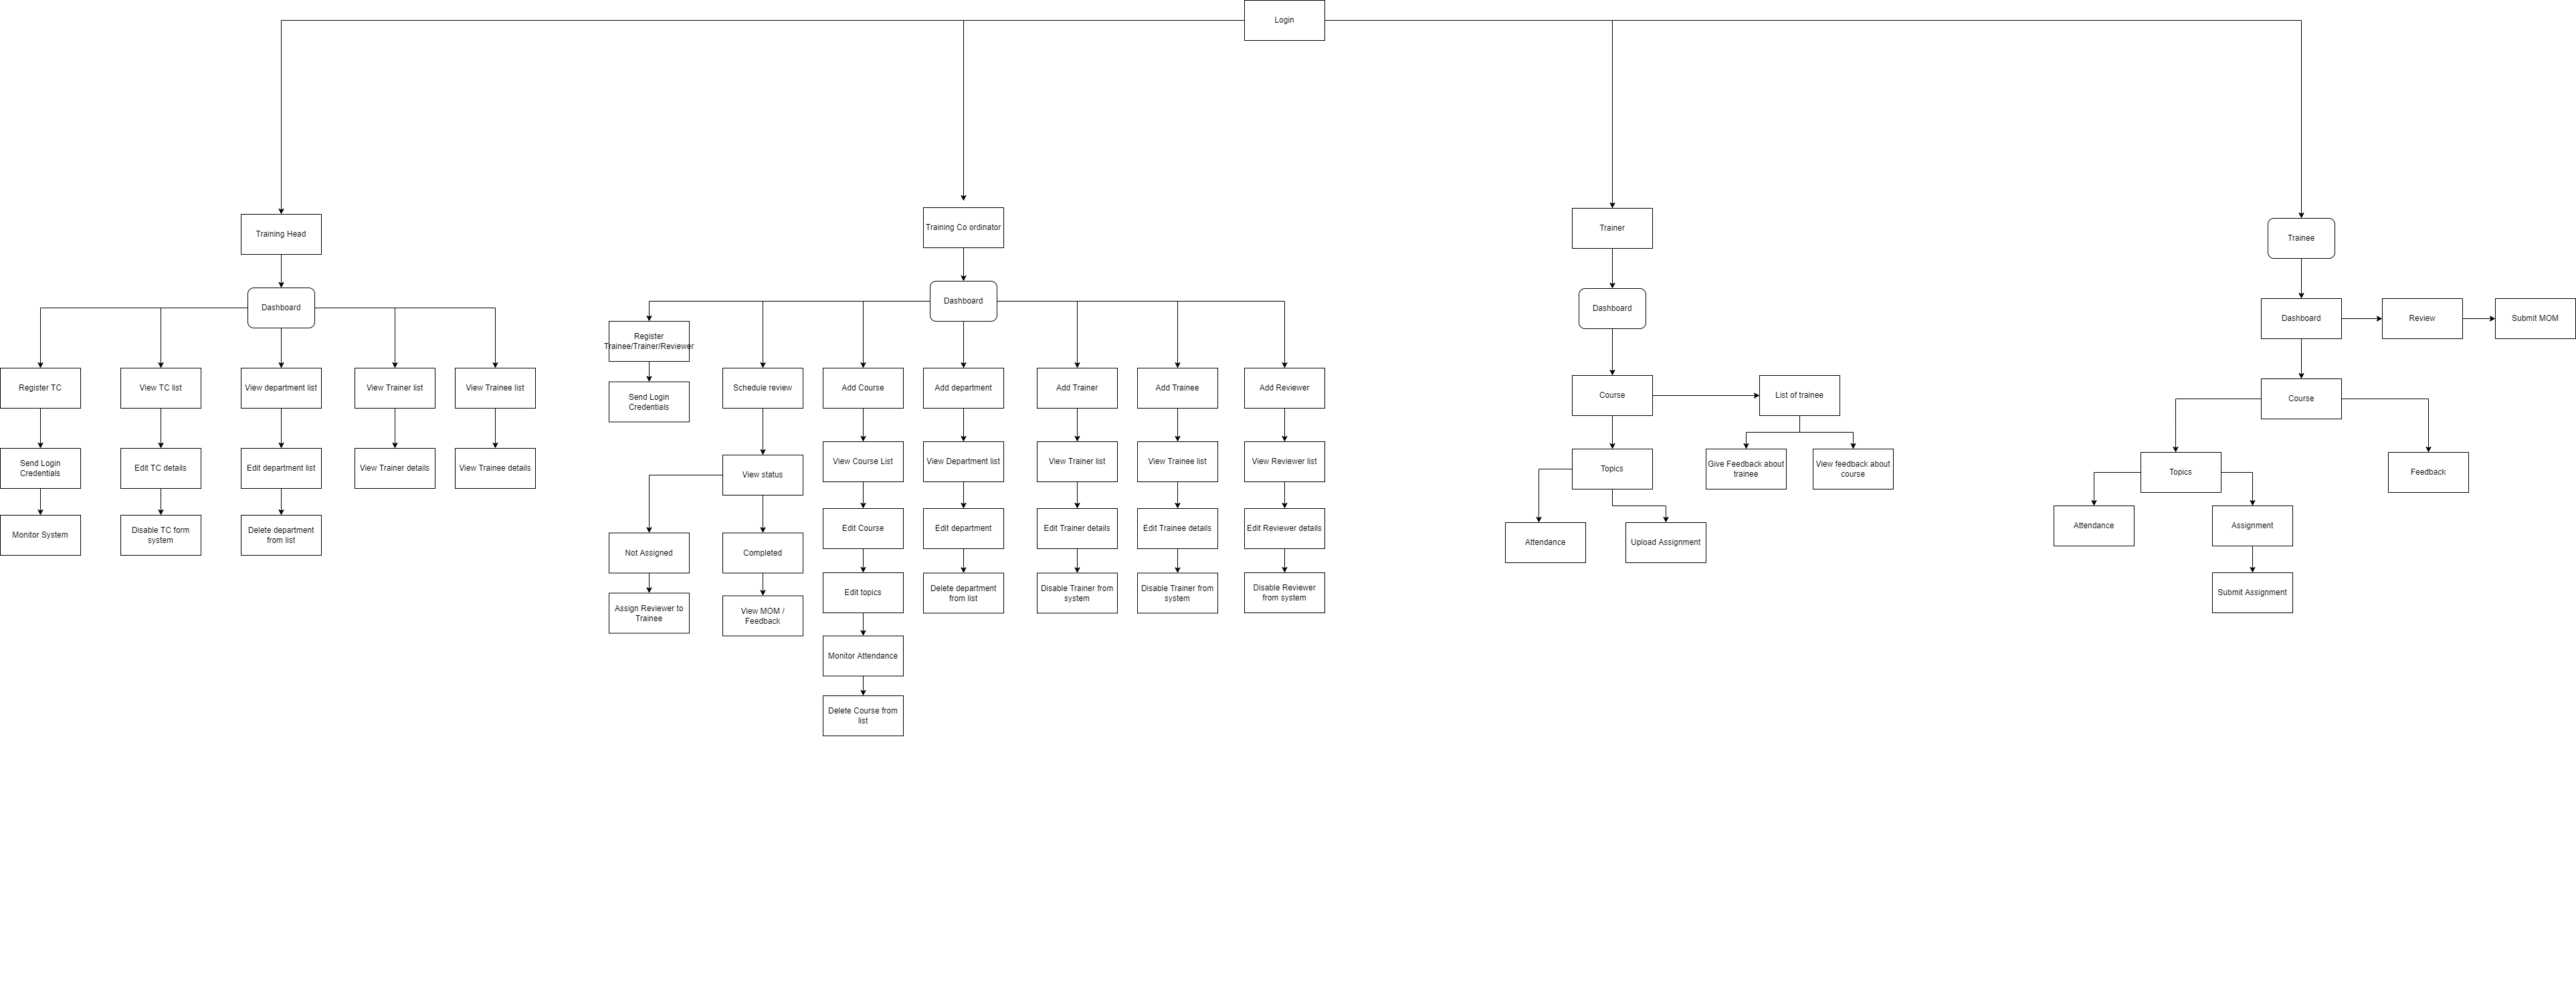 Login
Training Head
Dashboard
Register TC
View TC list
View department list
View Trainer list
View Trainee list
Send Login
Credentials
Edit TC details
Edit department list
View Trainer details
View Trainee details
Monitor System
Disable TC form
system
Delete department
from list
Training Co ordinator
Dashboard
Register
Trainee/Trainer/Reviewer
Send Login
Credentials
Schedule review
View status
Not Assigned
Assign Reviewer to
Trainee
Completed
View MOM /
Feedback
Add Course
View Course List
Edit Course
Edit topics
Monitor Attendance
Delete Course from
list
Add department
View Department list
Edit department
Delete department
from list
Add Trainer
View Trainer list
Edit Trainer details
Disable Trainer from
system
Add Trainee
View Trainee list
Edit Trainee details
Disable Trainer from
system
Add Reviewer
View Reviewer list
Edit Reviewer details
Disable Reviewer
from system
Trainer
Dashboard
Course
List of trainee
Topics
Give Feedback about
trainee
View feedback about
course
Attendance
Upload Assignment
Trainee
Dashboard
Review
Submit MOM
Course
Topics
Feedback
Attendance
Assignment
Submit Assignment